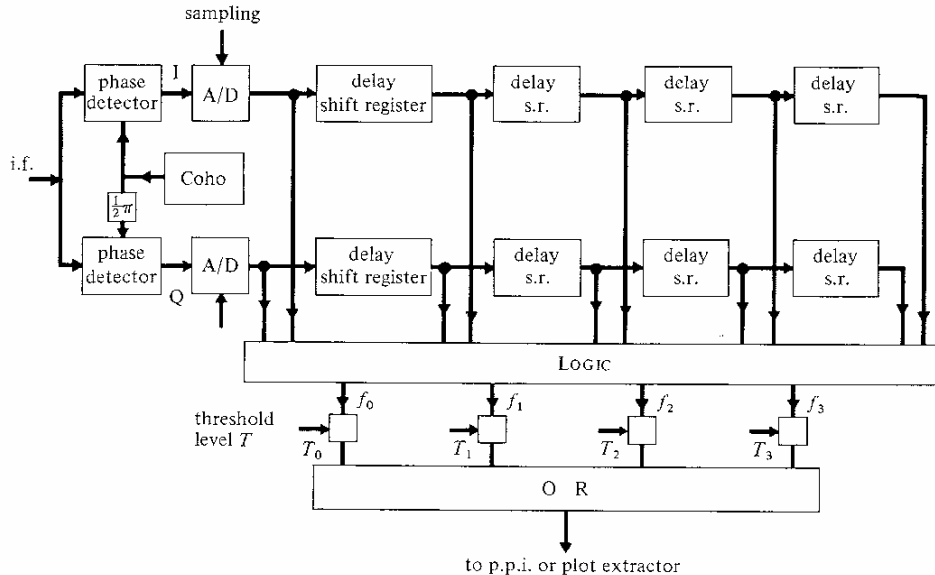 sampling
phase
detector
I
A/D
delay
shift register
delay
s.r.
delay
s.r.
delay
s.r.
i.f.
Coho
½π
phase
detector
Q
A/D
delay
shift register
delay
s.r.
delay
s.r.
delay
s.r.
LOGIC
f₀
f₁
f₂
f₃
threshold
level T
T₀
T₁
T₂
T₃
O R
to p.p.i. or plot extractor